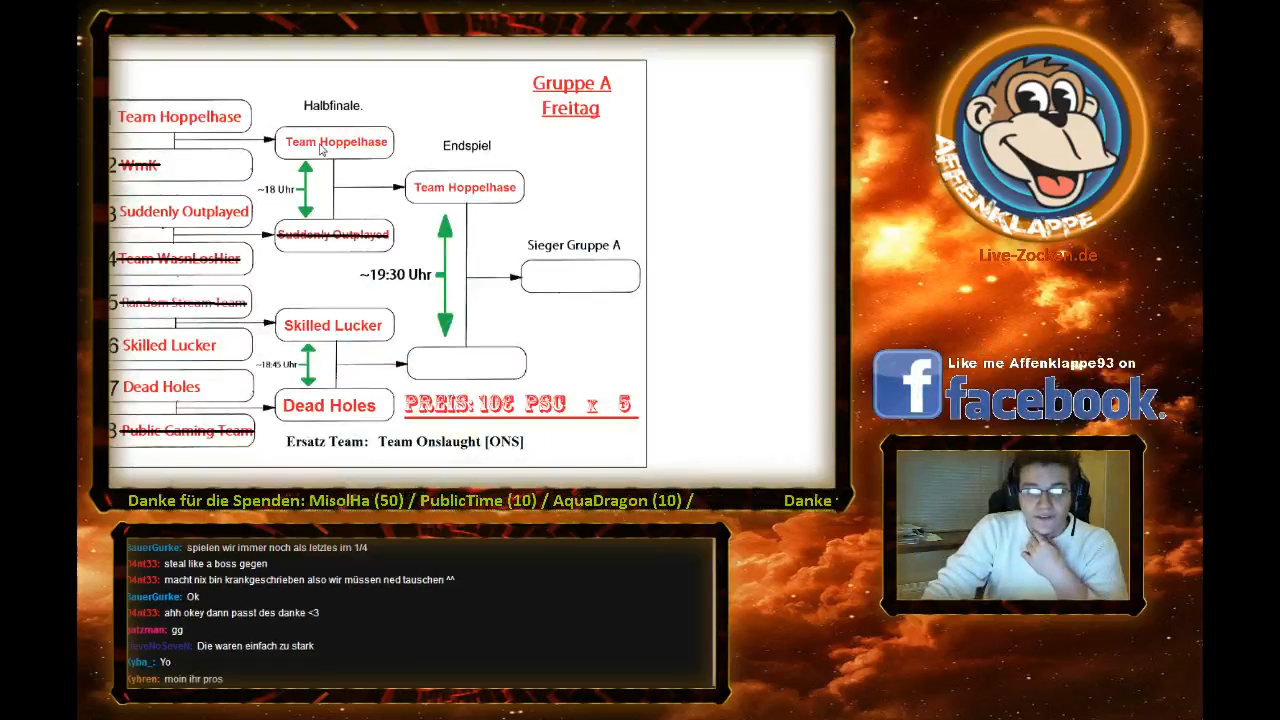 Gruppe A
Freitag
Halbfinale.
Endspiel
Team Hoppelhase
2 WmK
3 Suddenly Outplayed
4 Team WasnLosHier
5 Random Stream Team
6 Skilled Lucker
7 Dead Holes
Public Gaming Team
Team Hoppelhase
~18 Uhr
Suddenly Outplayed
Skilled Lucker
~18:45 Uhr
Dead Holes
Team Hoppelhase
~19:30 Uhr
Sieger Gruppe A
PREIS: 10€ PSC x 5
Ersatz Team: Team Onslaught [ONS]
AFFENKLAPPE
Live-Zocken.de
Like me Affenklappe93 on
facebook.
Danke für die Spenden: MisolHa (50) / PublicTime (10) / AquaDragon (10) / Danke
BauerGurke: spielen wir immer noch als letztes im 1/4
steal like a boss gegen
macht nix bin krankgeschrieben also wir müssen ned tauschen ^^
BauerGurke: Ok
ahh okey dann passt des danke <3
gg
Die waren einfach zu stark
Yo
moin ihr pros